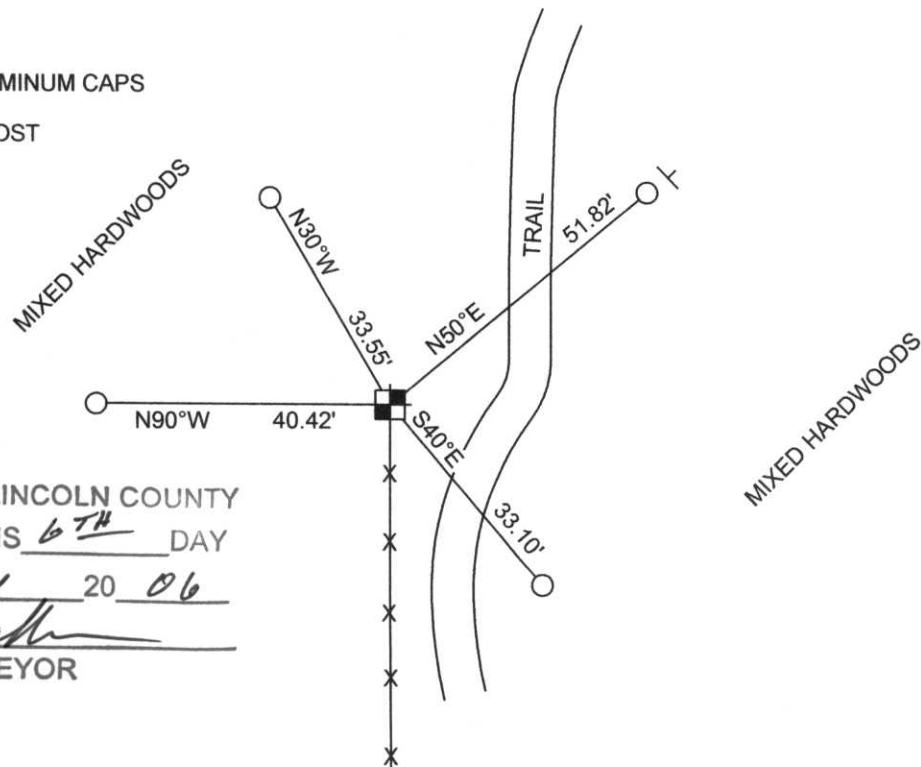 MINUM CAPS
OST
MIXED HARDWOODS
N30°W
33.55'
N50°E
51.82'
TRAIL
N90°W
40.42'
S40°E
33.10'
MIXED HARDWOODS
LINCOLN COUNTY
IS 6TH DAY
20 06
EYOR